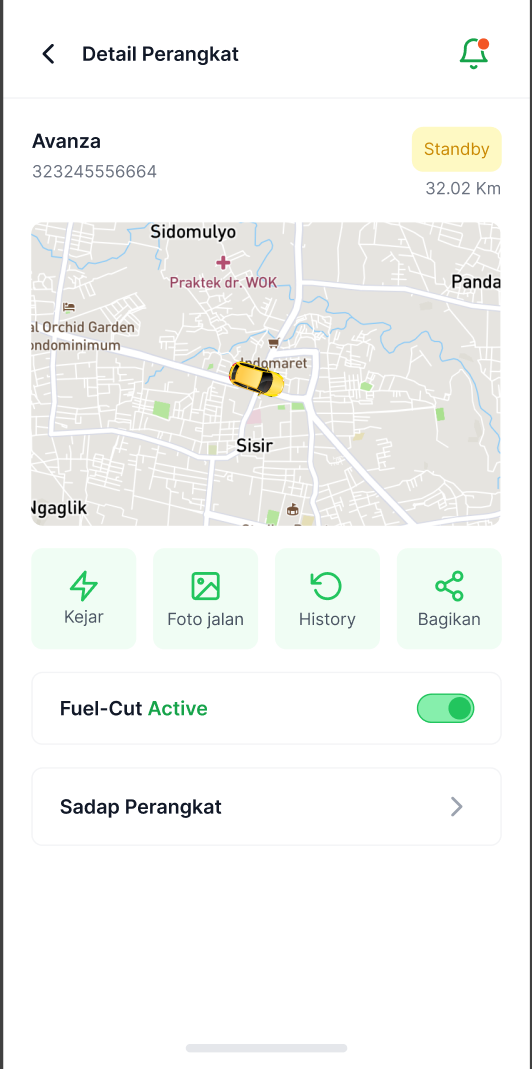 Detail Perangkat
Avanza
Standby
323245556664
32.02 Km
Sidomulyo
Praktek dr. WOK
Panda
al Orchid Garden
ondominimum
Indomaret
Sisir
Ngaglik
Kejar
Foto jalan
History
Bagikan
Fuel-Cut Active
Sadap Perangkat